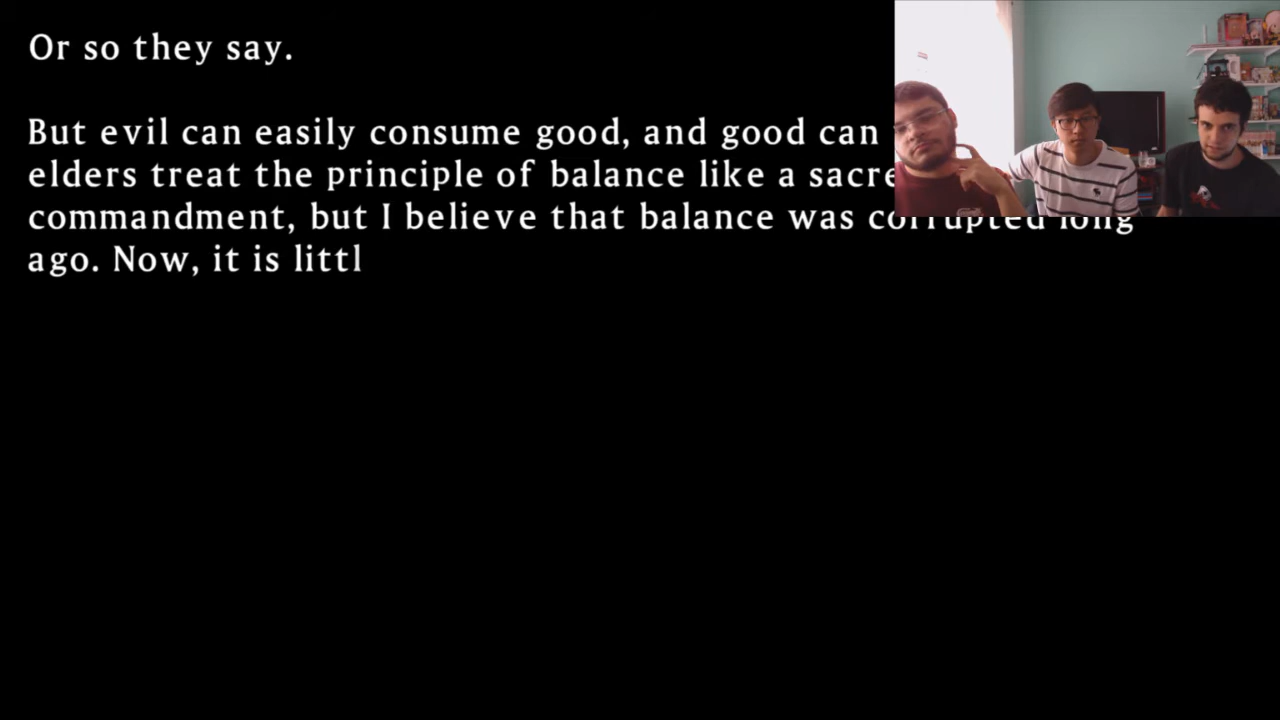 Or so they say.
But evil can easily consume good, and good can
elders treat the principle of balance like a sacre
commandment, but I believe that balance was corrupted long
ago. Now, it is littl